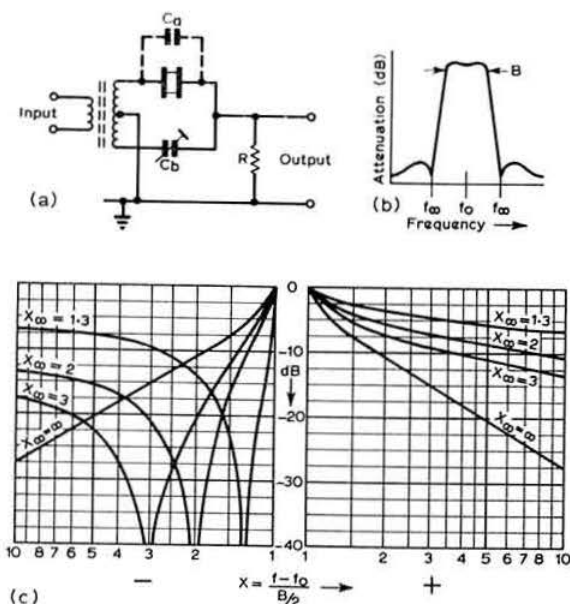 Ca
Input
Cb
R
Output
(a)
Attenuation (dB)
B
f∞ f₀ f∞
Frequency
(b)
0
-10
dB
-20
-30
-40
X∞ = 1·3
X∞ = 2
X∞ = 3
X∞ = ∞
X∞ = 1·3
X∞ = 2
X∞ = 3
X∞ = ∞
10 8 7 6 5 4 3 2 1
1 2 3 4 5 6 7 8 10
− X = (f − f₀)/(B/2) +
(c)